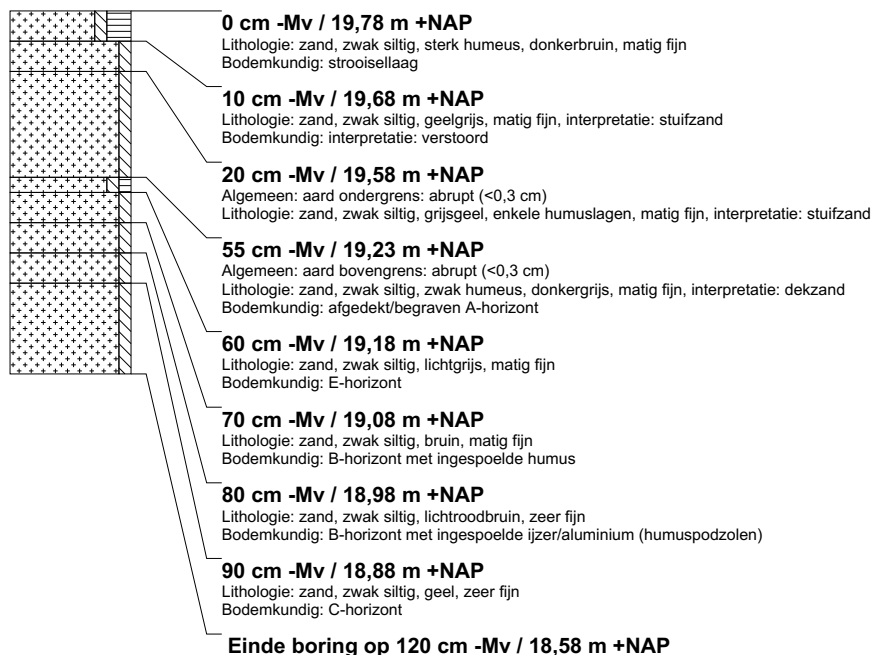 0 cm -Mv / 19,78 m +NAP
Lithologie: zand, zwak siltig, sterk humeus, donkerbruin, matig fijn
Bodemkundig: strooisellaag
10 cm -Mv / 19,68 m +NAP
Lithologie: zand, zwak siltig, geelgrijs, matig fijn, interpretatie: stuifzand
Bodemkundig: interpretatie: verstoord
20 cm -Mv / 19,58 m +NAP
Algemeen: aard ondergrens: abrupt (<0,3 cm)
Lithologie: zand, zwak siltig, grijsgeel, enkele humuslagen, matig fijn, interpretatie: stuifzand
55 cm -Mv / 19,23 m +NAP
Algemeen: aard bovengrens: abrupt (<0,3 cm)
Lithologie: zand, zwak siltig, zwak humeus, donkergrijs, matig fijn, interpretatie: dekzand
Bodemkundig: afgedekt/begraven A-horizont
60 cm -Mv / 19,18 m +NAP
Lithologie: zand, zwak siltig, lichtgrijs, matig fijn
Bodemkundig: E-horizont
70 cm -Mv / 19,08 m +NAP
Lithologie: zand, zwak siltig, bruin, matig fijn
Bodemkundig: B-horizont met ingespoelde humus
80 cm -Mv / 18,98 m +NAP
Lithologie: zand, zwak siltig, lichtroodbruin, zeer fijn
Bodemkundig: B-horizont met ingespoelde ijzer/aluminium (humuspodzolen)
90 cm -Mv / 18,88 m +NAP
Lithologie: zand, zwak siltig, geel, zeer fijn
Bodemkundig: C-horizont
Einde boring op 120 cm -Mv / 18,58 m +NAP